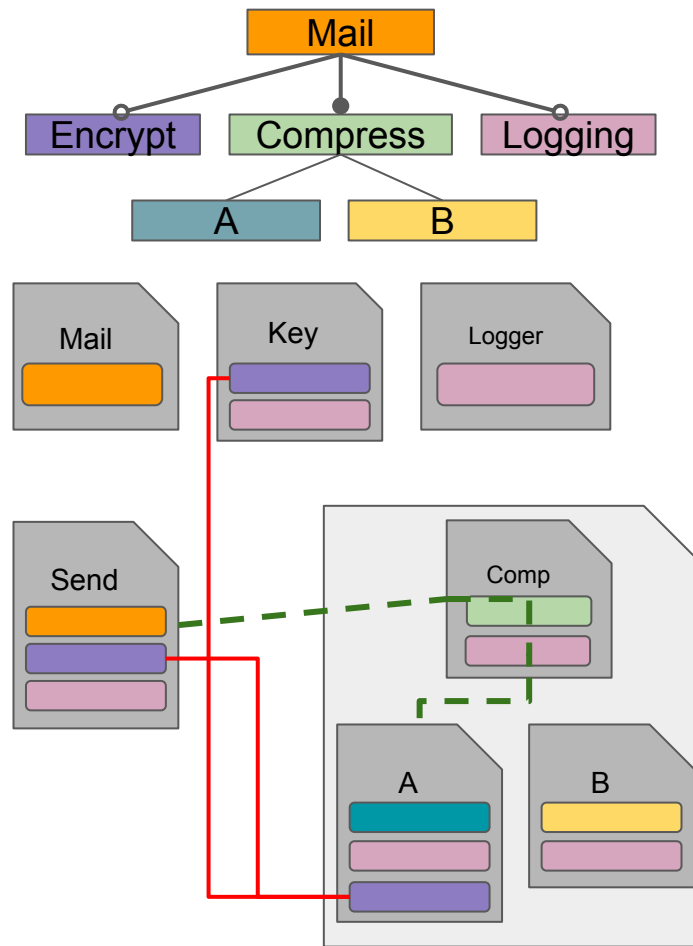 Mail
Encrypt
Compress
Logging
A
B
Mail
Key
Logger
Send
Comp
A
B